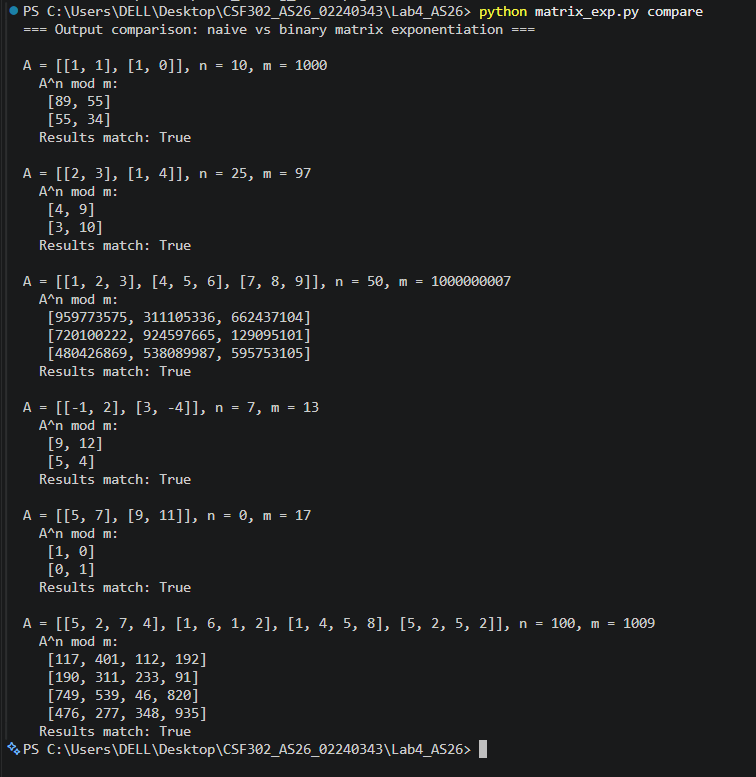 PS C:\Users\DELL\Desktop\CSF302_AS26_02240343\Lab4_AS26> python matrix_exp.py compare
=== Output comparison: naive vs binary matrix exponentiation ===
A = [[1, 1], [1, 0]], n = 10, m = 1000
A^n mod m:
[89, 55]
[55, 34]
Results match: True
A = [[2, 3], [1, 4]], n = 25, m = 97
A^n mod m:
[4, 9]
[3, 10]
Results match: True
A = [[1, 2, 3], [4, 5, 6], [7, 8, 9]], n = 50, m = 1000000007
A^n mod m:
[959773575, 311105336, 662437104]
[720100222, 924597665, 129095101]
[480426869, 538089987, 595753105]
Results match: True
A = [[-1, 2], [3, -4]], n = 7, m = 13
A^n mod m:
[9, 12]
[5, 4]
Results match: True
A = [[5, 7], [9, 11]], n = 0, m = 17
A^n mod m:
[1, 0]
[0, 1]
Results match: True
A = [[5, 2, 7, 4], [1, 6, 1, 2], [1, 4, 5, 8], [5, 2, 5, 2]], n = 100, m = 1009
A^n mod m:
[117, 401, 112, 192]
[190, 311, 233, 91]
[749, 539, 46, 820]
[476, 277, 348, 935]
Results match: True
PS C:\Users\DELL\Desktop\CSF302_AS26_02240343\Lab4_AS26>